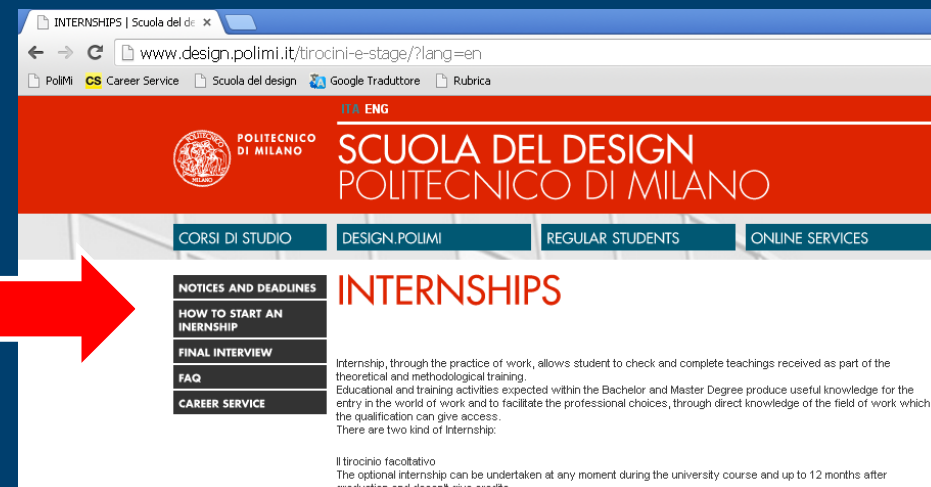 INTERNSHIPS | Scuola del de
www.design.polimi.it/tirocini-e-stage/?lang=en
PoliMi CS Career Service Scuola del design Google Traduttore Rubrica
ITA ENG
POLITECNICO
DI MILANO
MILANO
SCUOLA DEL DESIGN
POLITECNICO DI MILANO
CORSI DI STUDIO DESIGN.POLIMI REGULAR STUDENTS ONLINE SERVICES
NOTICES AND DEADLINES
HOW TO START AN
INERNSHIP
FINAL INTERVIEW
FAQ
CAREER SERVICE
INTERNSHIPS
Internship, through the practice of work, allows student to check and complete teachings received as part of the
theoretical and methodological training.
Educational and training activities expected within the Bachelor and Master Degree produce useful knowledge for the
entry in the world of work and to facilitate the professional choices, through direct knowledge of the field of work which
the qualification can give access.
There are two kind of Internship:
Il tirocinio facoltativo
The optional internship can be undertaken at any moment during the university course and up to 12 months after